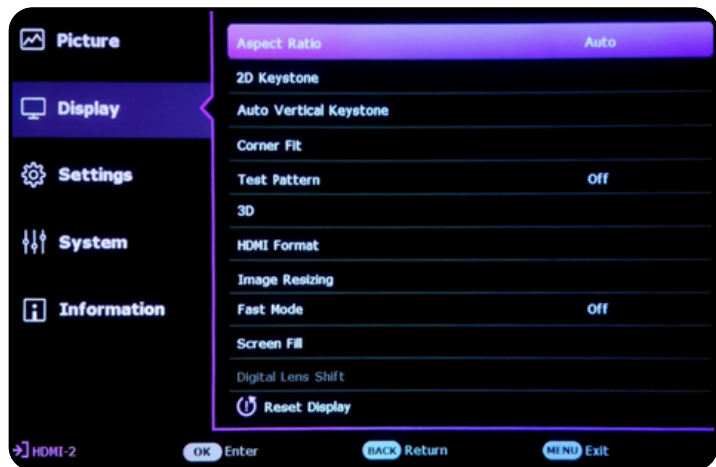 Picture
Display
Settings
System
Information
Aspect Ratio Auto
2D Keystone
Auto Vertical Keystone
Corner Fit
Test Pattern Off
3D
HDMI Format
Image Resizing
Fast Mode Off
Screen Fill
Digital Lens Shift
Reset Display
HDMI-2 OK Enter BACK Return MENU Exit